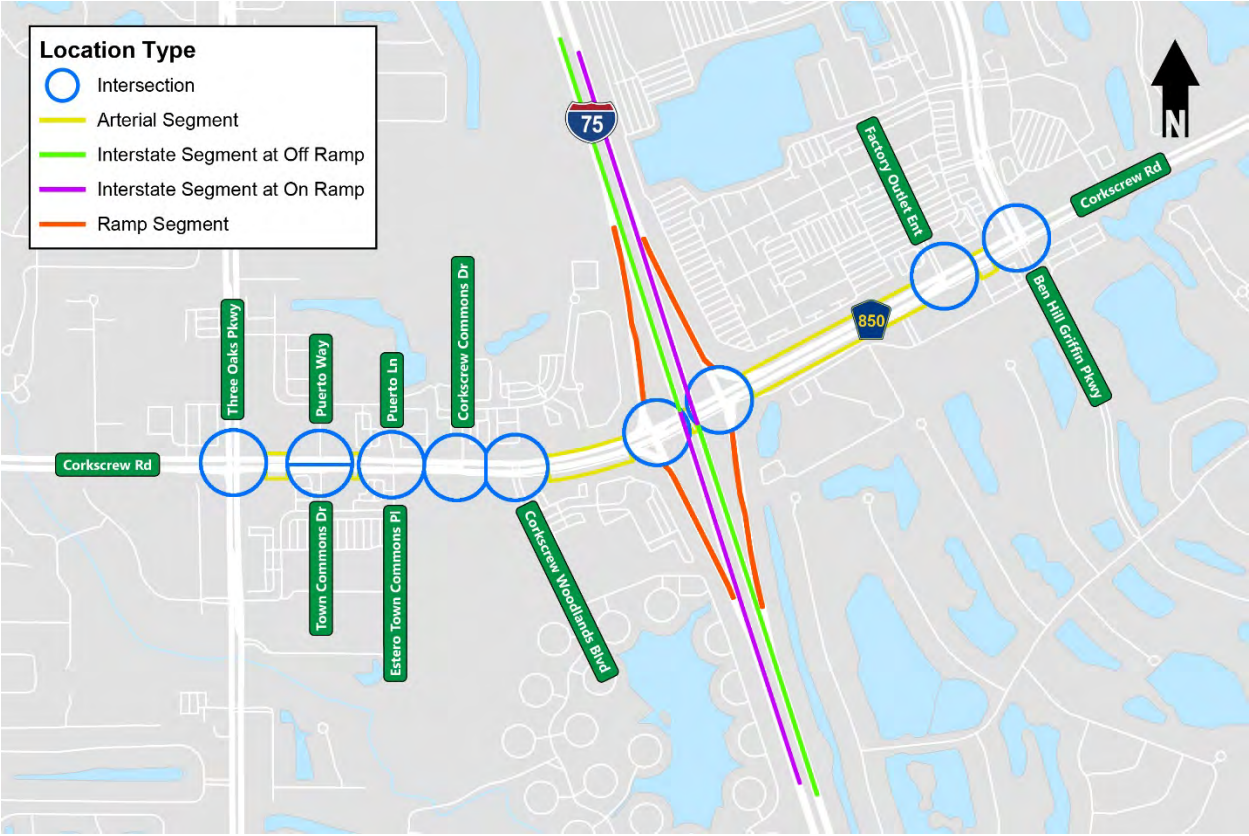 Location Type
Intersection
Arterial Segment
Interstate Segment at Off Ramp
Interstate Segment at On Ramp
Ramp Segment
75
N
Factory Outlet Ent
Corkscrew Rd
Ben Hill Griffin Pkwy
850
Three Oaks Pkwy
Puerto Way
Puerto Ln
Corkscrew Commons Dr
Corkscrew Rd
Town Commons Dr
Estero Town Commons Pl
Corkscrew Woodlands Blvd